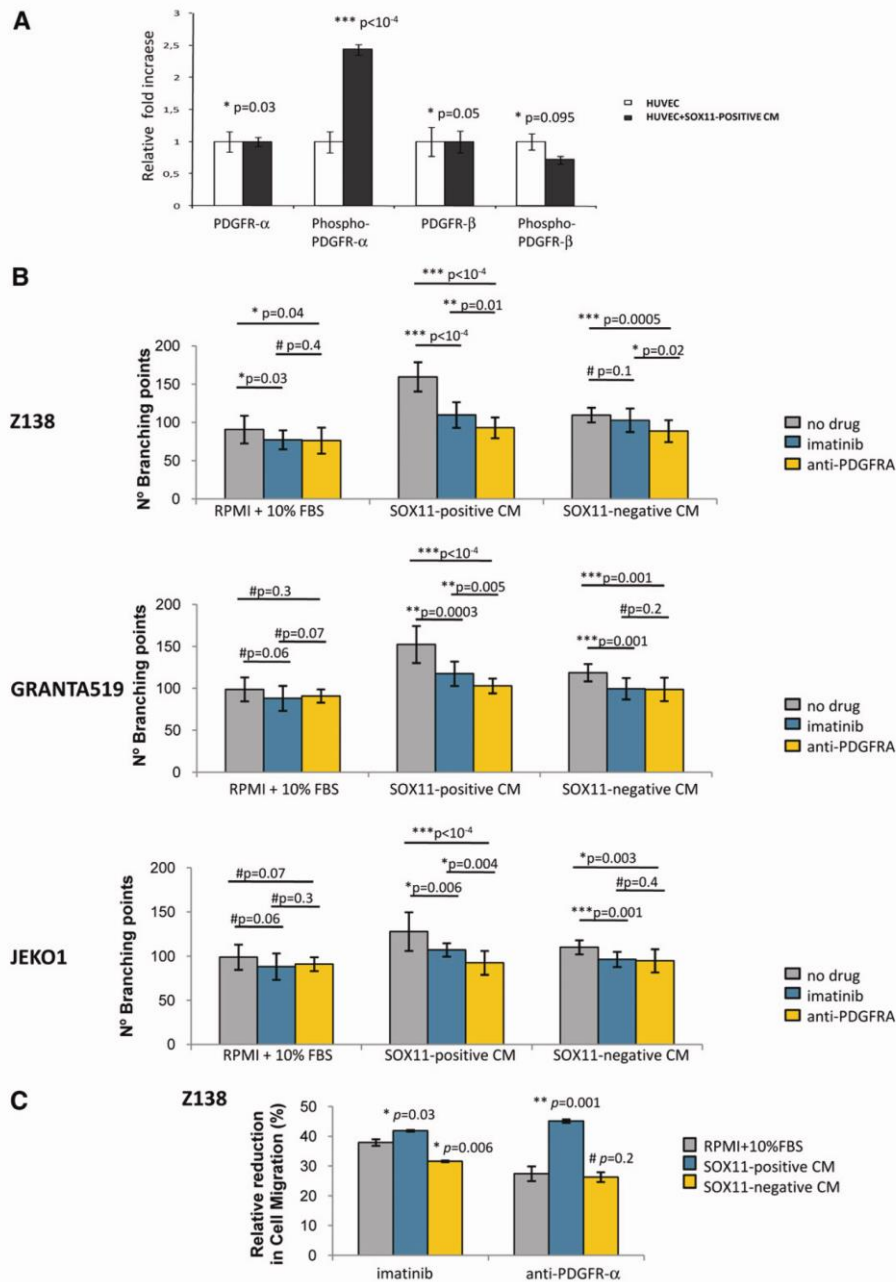 A
Relative fold incraese
3
2,5
2
1,5
1
0,5
0
* p=0.03
*** p<10-4
* p=0.05
* p=0.095
HUVEC
HUVEC+SOX11-POSITIVE CM
PDGFR-α
Phospho-
PDGFR-α
PDGFR-β
Phospho-
PDGFR-β
B
Z138
Nº Branching points
200
150
100
50
0
* p=0.04
# p=0.4
*p=0.03
*** p<10-4
** p=0.01
*** p<10-4
*** p=0.0005
* p=0.02
# p=0.1
RPMI + 10% FBS
SOX11-positive CM
SOX11-negative CM
no drug
imatinib
anti-PDGFRA
GRANTA519
Nº Branching points
200
150
100
50
0
#p=0.3
#p=0.07
#p=0.06
***p<10-4
**p=0.005
**p=0.0003
***p=0.001
#p=0.2
***p=0.001
RPMI + 10% FBS
SOX11-positive CM
SOX11-negative CM
no drug
imatinib
anti-PDGFRA
JEKO1
Nº Branching points
200
150
100
50
0
#p=0.07
#p=0.3
#p=0.06
***p<10-4
*p=0.004
*p=0.006
*p=0.003
#p=0.4
***p=0.001
RPMI + 10% FBS
SOX11-positive CM
SOX11-negative CM
no drug
imatinib
anti-PDGFRA
C
Z138
Relative reduction
in Cell Migration (%)
50
40
30
20
10
0
* p=0.03
* p=0.006
** p=0.001
# p=0.2
imatinib
anti-PDGFR-α
RPMI+10%FBS
SOX11-positive CM
SOX11-negative CM